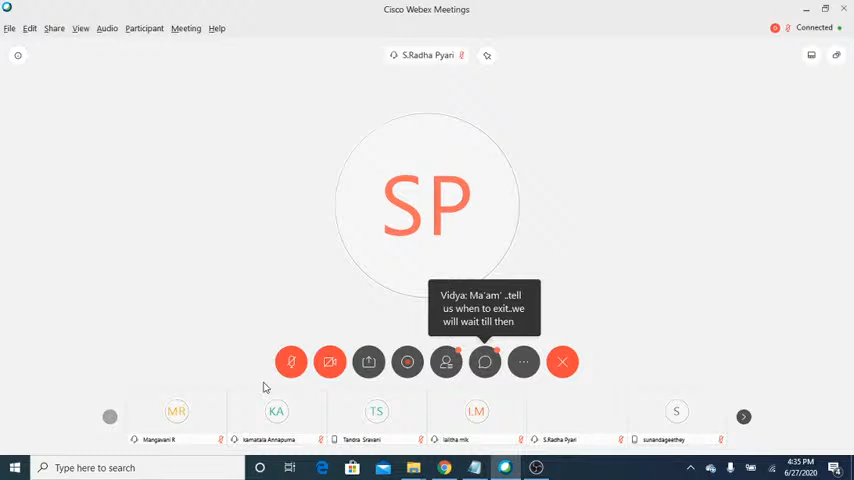 Cisco Webex Meetings
File Edit Share View Audio Participant Meeting Help
Connected
S.Radha Pyari
SP
Vidya: Ma'am' ..tell
us when to exit..we
will wait till then
MR
KA
TS
LM
S
Mangavani R
kamatala Annapurna
Tandra Sravani
lalitha mlk
S.Radha Pyari
sunandageethey
Type here to search
4:35 PM
6/27/2020
4